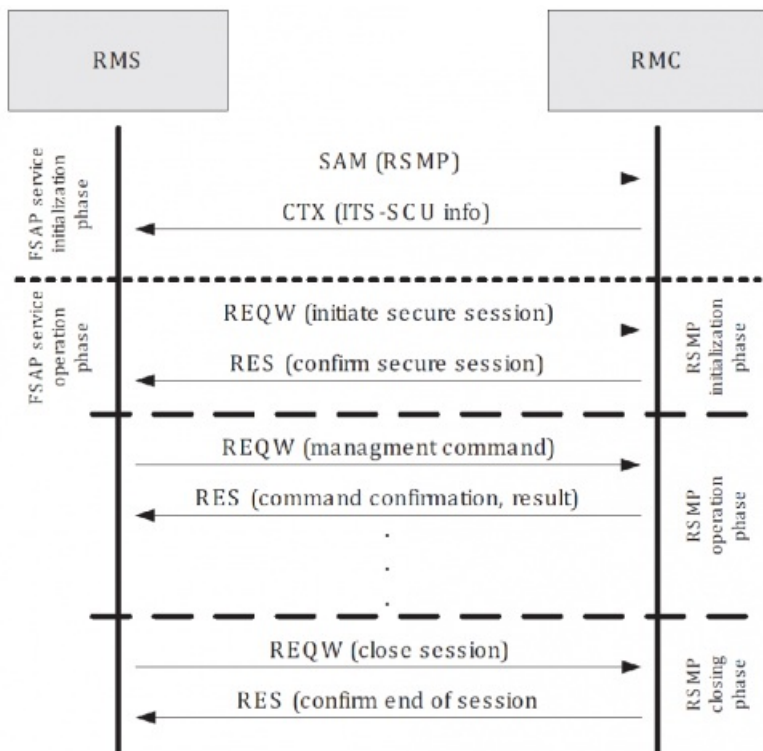 RMS
RMC
FSAP service
initialization
phase
SAM (RSMP)
CTX (ITS-SCU info)
FSAP service
operation
phase
REQW (initiate secure session)
RES (confirm secure session)
RSMP
initialization
phase
REQW (managment command)
RES (command confirmation, result)
.
.
.
RSMP
operation
phase
REQW (close session)
RES (confirm end of session
RSMP
closing
phase